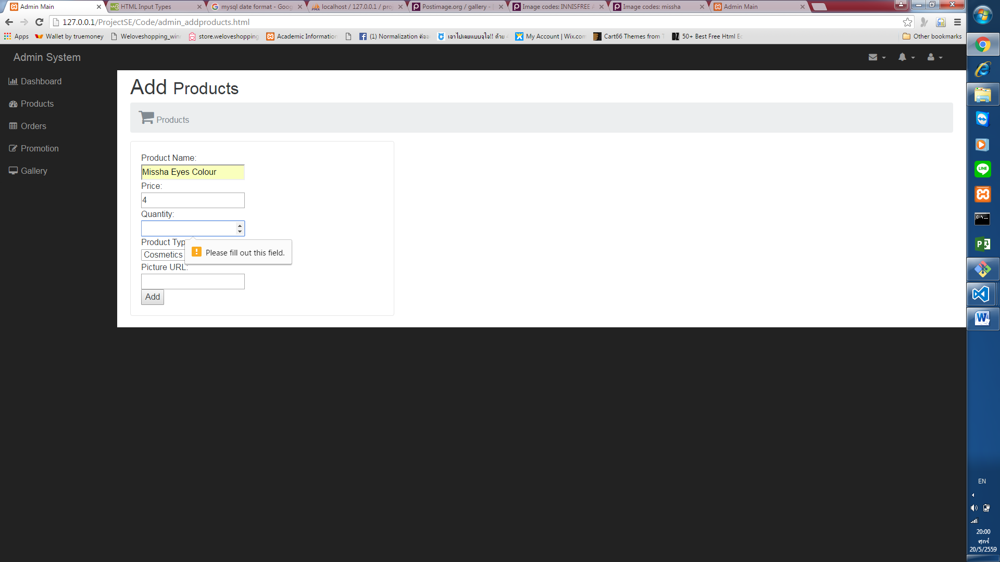 Admin Main
HTML Input Types
mysql date format - Goog
localhost / 127.0.0.1 / pro
Postimage.org / gallery -
Image codes: INNISFREE
Image codes: missha
Admin Main
127.0.0.1/ProjectSE/Code/admin_addproducts.html
Apps
Wallet by truemoney
Weloveshopping_win
store.weloveshopping
Academic Information
(1) Normalization คือ
เอาไปเลยแบบจุใจ!! ด้วย
My Account | Wix.com
Cart66 Themes from
50+ Best Free Html
Other bookmarks
Admin System
Dashboard
Products
Orders
Promotion
Gallery
Add Products
Products
Product Name:
Missha Eyes Colour
Price:
4
Quantity:
Product Typ
Please fill out this field.
Cosmetics
Picture URL:
Add
LINE
EN
20:00
ศุกร์
20/5/2559